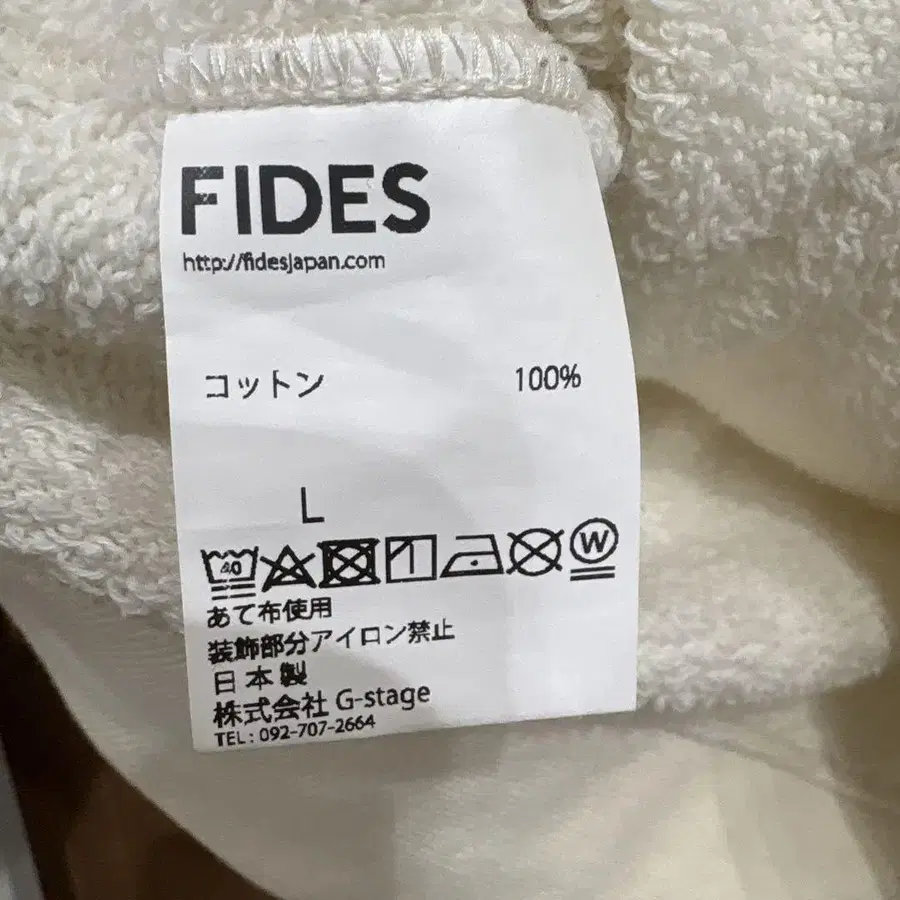 FIDES
http://fidesjapan.com
コットン 100%
L
40 W
あて布使用
装飾部分アイロン禁止
日本製
株式会社 G-stage
TEL : 092-707-2664